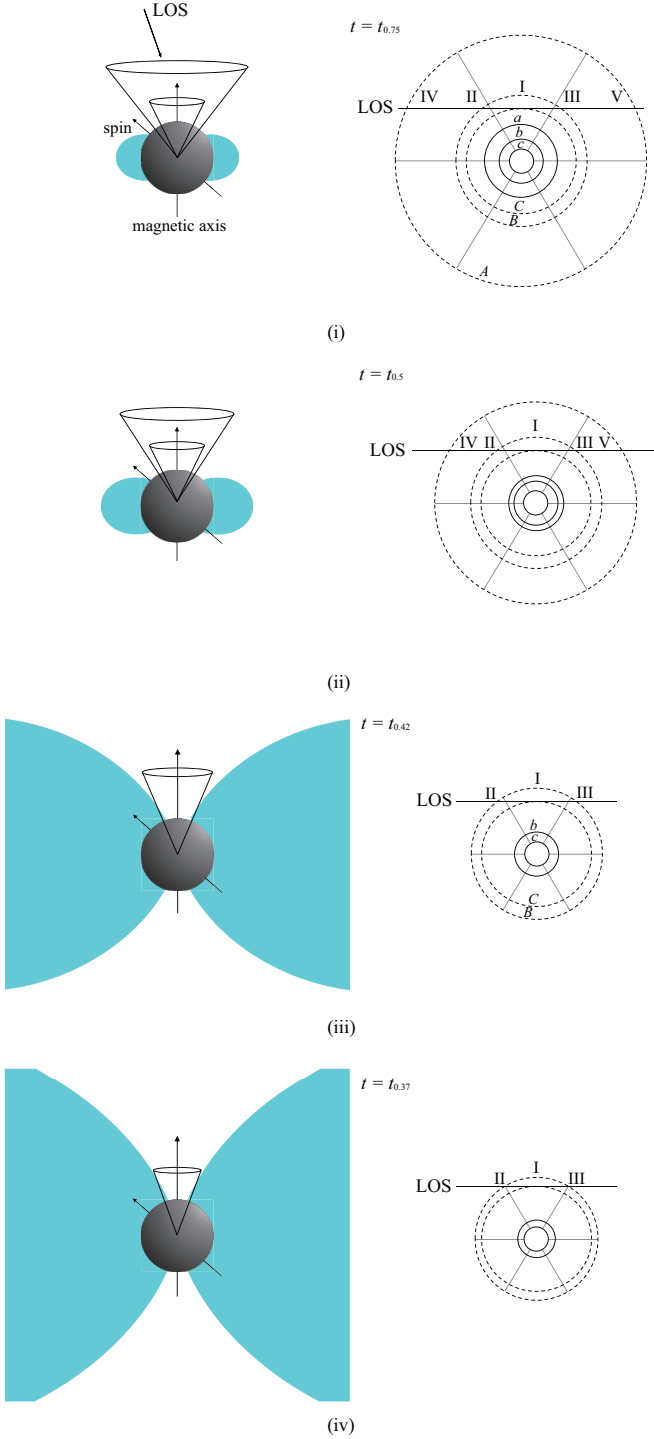 LOS
spin
magnetic axis
t = t0.75
LOS
IV II I III V
a
b
c
C
B
A
(i)
t = t0.5
LOS
I
IV II III V
(ii)
t = t0.42
LOS
I
II III
b
c
C
B
(iii)
t = t0.37
LOS
I
II III
(iv)